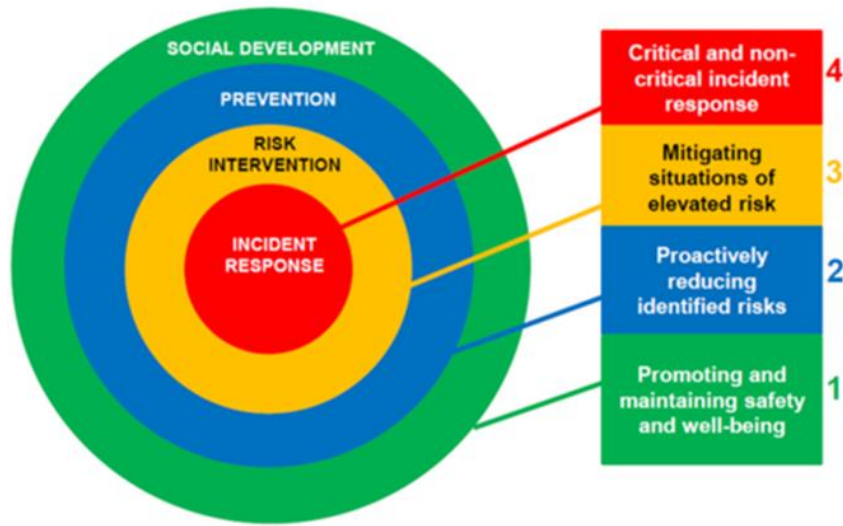 SOCIAL DEVELOPMENT
PREVENTION
RISK
INTERVENTION
INCIDENT
RESPONSE
Critical and non-
critical incident
response
4
Mitigating
situations of
elevated risk
3
Proactively
reducing
identified risks
2
Promoting and
maintaining safety
and well-being
1